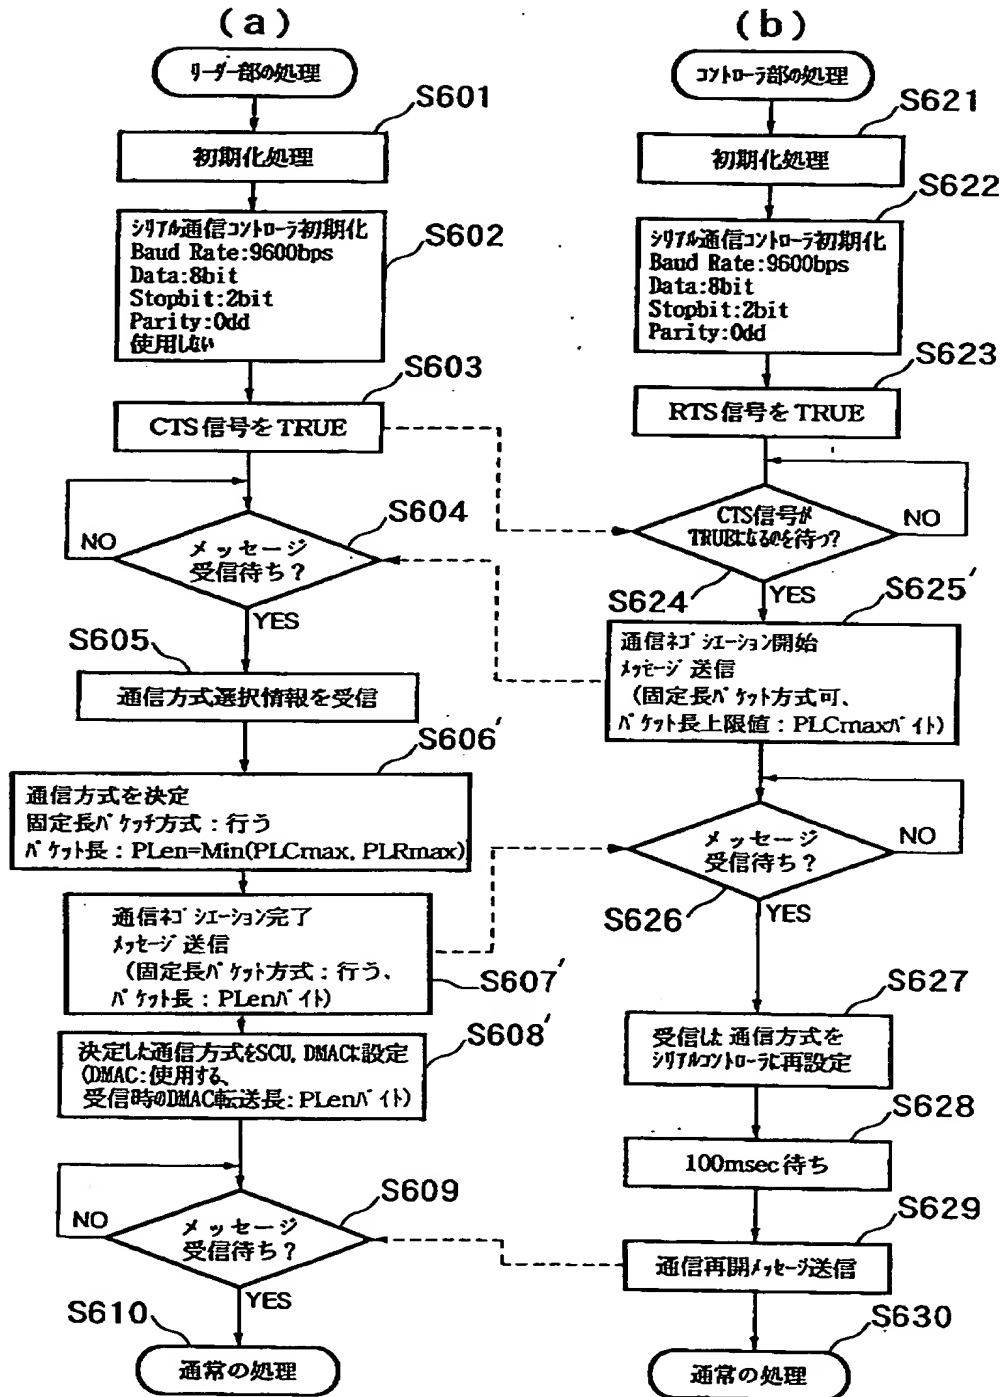 (a)
リーダー部の処理
S601
初期化処理
シリアル通信コントローラ初期化
Baud Rate:9600bps
Data:8bit
Stopbit:2bit
Parity:Odd
使用しない
S602
S603
CTS信号をTRUE
S604
メッセージ
受信待ち？
NO
YES
S605
通信方式選択情報を受信
S606′
通信方式を決定
固定長パケッチ方式：行う
パケット長：PLen=Min(PLCmax, PLRmax)
通信ネゴシエーション完了
メッセージ送信
(固定長パケット方式：行う、
パケット長：PLenバイト)
S607′
決定した通信方式をSCU, DMACに設定
(DMAC:使用する、
受信時のDMAC転送長：PLenバイト)
S608′
S609
メッセージ
受信待ち？
NO
YES
S610
通常の処理
(b)
コントローラ部の処理
S621
初期化処理
S622
シリアル通信コントローラ初期化
Baud Rate:9600bps
Data:8bit
Stopbit:2bit
Parity:Odd
S623
RTS信号をTRUE
CTS信号が
TRUEになるのを待つ？
NO
S624
YES
S625′
通信ネゴシエーション開始
メッセージ送信
(固定長パケット方式可、
パケット長上限値：PLCmaxバイト)
メッセージ
受信待ち？
NO
S626
YES
S627
受信した通信方式を
シリアルコントローラに再設定
S628
100msec待ち
S629
通信再開メッセージ送信
S630
通常の処理